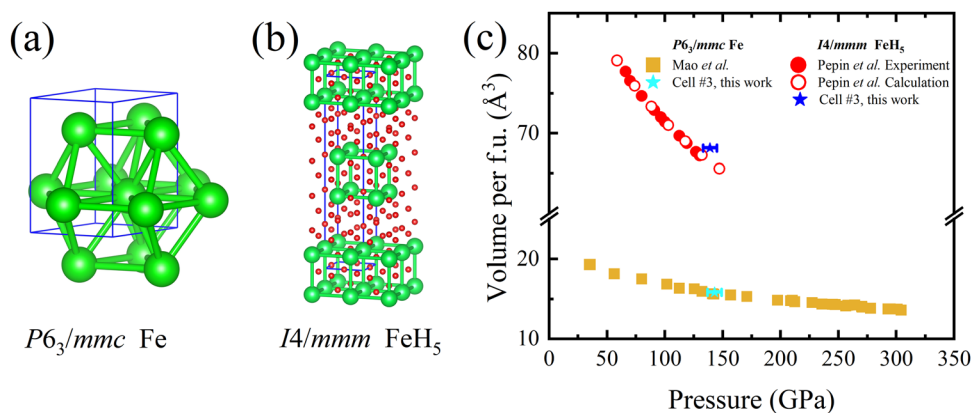 (a)
P6₃/mmc Fe
(b)
I4/mmm FeH₅
(c)
Volume per f.u. (Å³)
80
70
20
10
P6₃/mmc Fe
Mao et al.
Cell #3, this work
I4/mmm FeH₅
Pepin et al. Experiment
Pepin et al. Calculation
Cell #3, this work
0 50 100 150 200 250 300 350
Pressure (GPa)